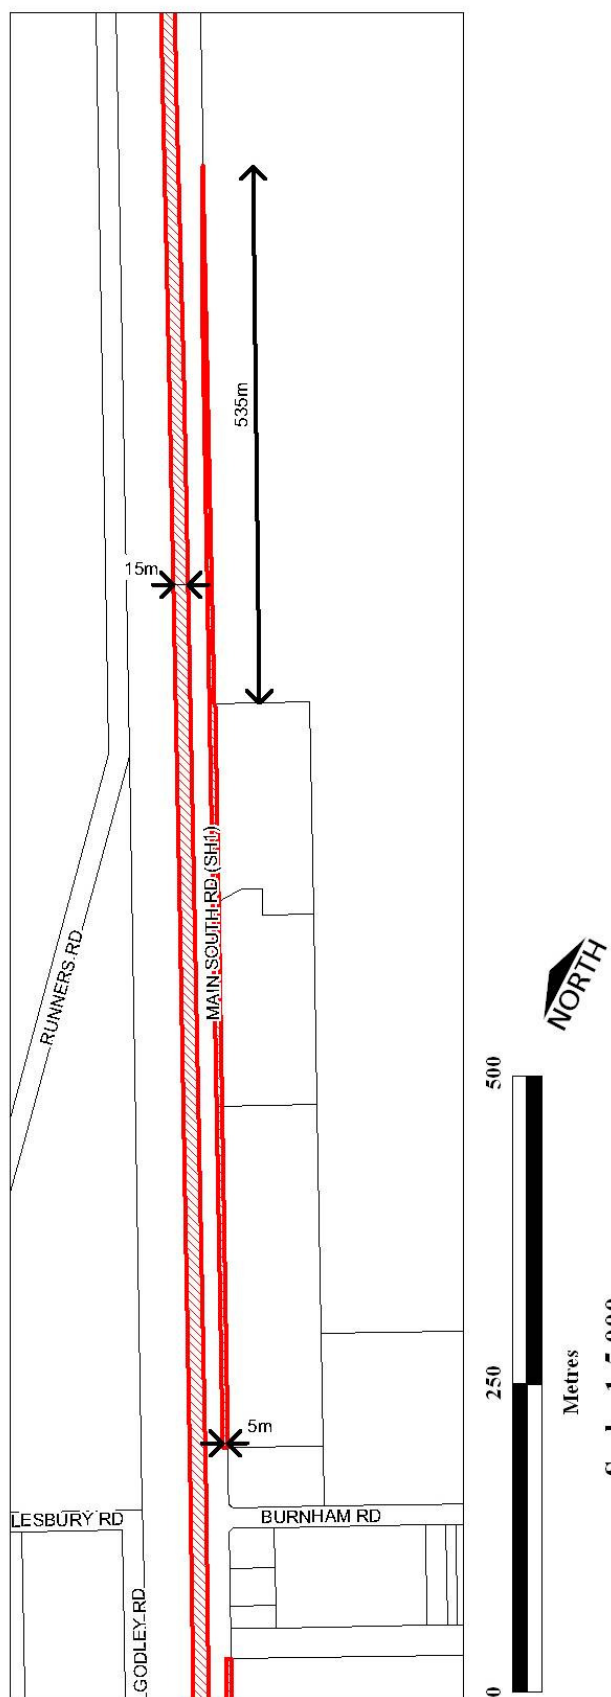 535m
15m
MAIN SOUTH RD (SH1)
RUNNERS RD
NORTH
500
250
Metres
0
5m
LESBURY RD
BURNHAM RD
GODLEY RD